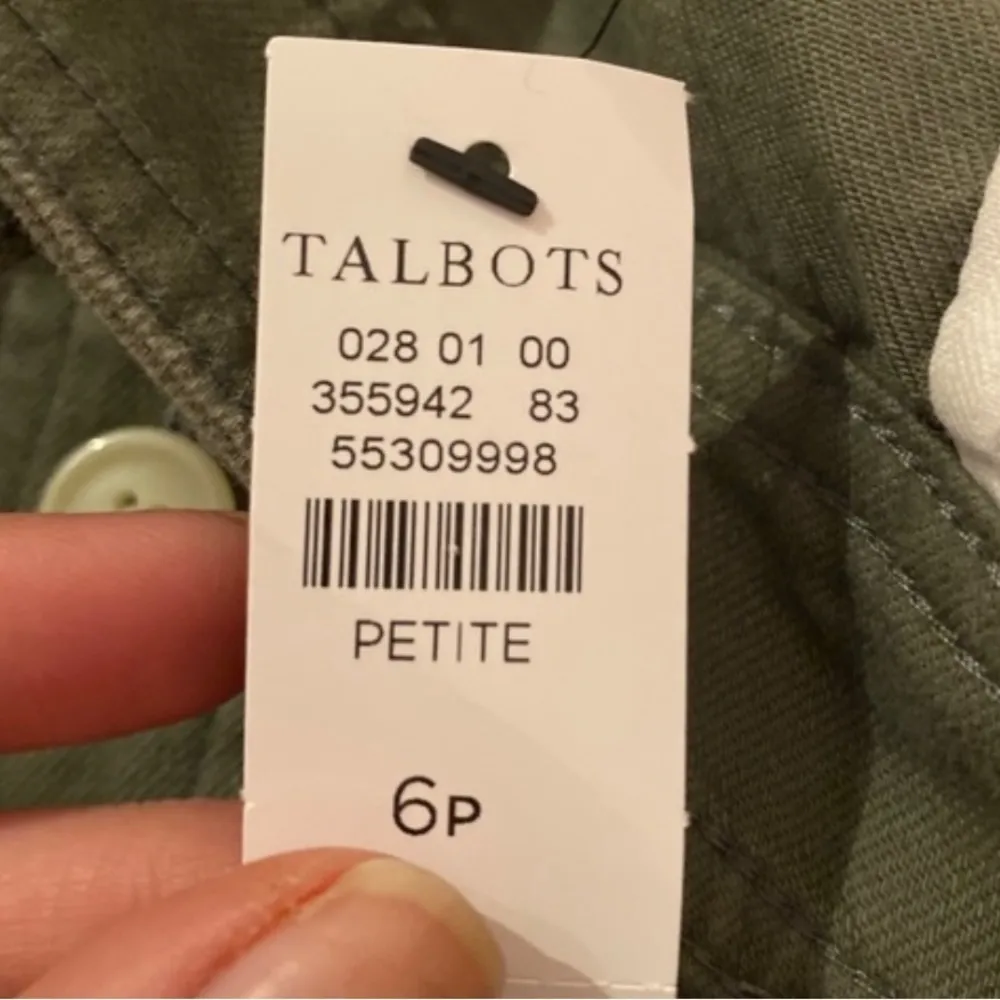 TALBOTS
028 01 00
355942 83
55309998
PETITE
6P